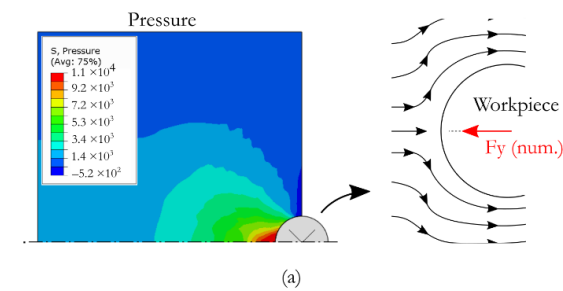 Pressure
S, Pressure
(Avg: 75%)
1.1 ×10⁴
9.2 ×10³
7.2 ×10³
5.3 ×10³
3.4 ×10³
1.4 ×10³
−5.2 ×10²
Workpiece
Fy (num.)
(a)